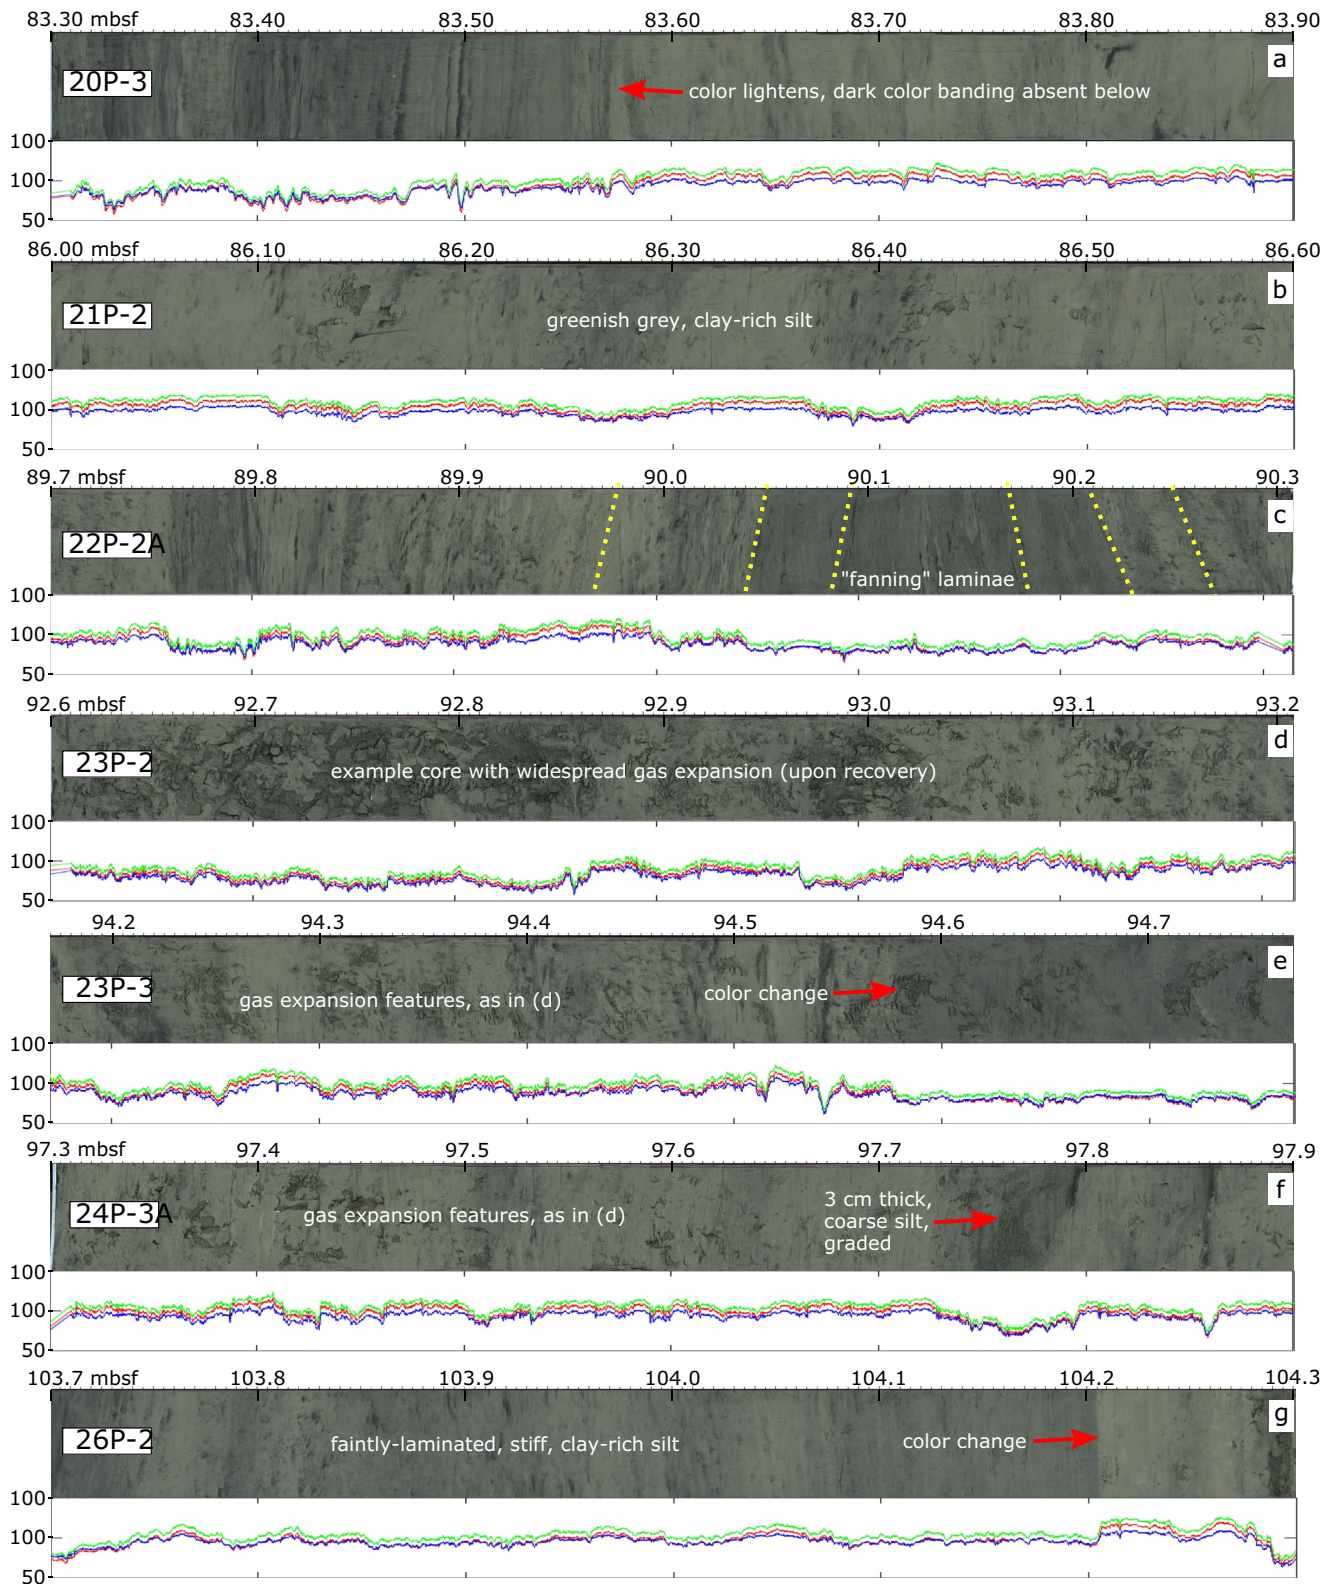 83.30 mbsf 83.40 83.50 83.60 83.70 83.80 83.90
a
20P-3
color lightens, dark color banding absent below
100
100
50
86.00 mbsf 86.10 86.20 86.30 86.40 86.50 86.60
b
21P-2
greenish grey, clay-rich silt
100
100
50
89.7 mbsf 89.8 89.9 90.0 90.1 90.2 90.3
c
22P-2A
"fanning" laminae
100
100
50
92.6 mbsf 92.7 92.8 92.9 93.0 93.1 93.2
d
23P-2
example core with widespread gas expansion (upon recovery)
100
100
50
94.2 94.3 94.4 94.5 94.6 94.7
e
23P-3
gas expansion features, as in (d)
color change
100
100
50
97.3 mbsf 97.4 97.5 97.6 97.7 97.8 97.9
f
24P-3A
gas expansion features, as in (d)
3 cm thick,
coarse silt,
graded
100
100
50
103.7 mbsf 103.8 103.9 104.0 104.1 104.2 104.3
g
26P-2
faintly-laminated, stiff, clay-rich silt
color change
100
100
50